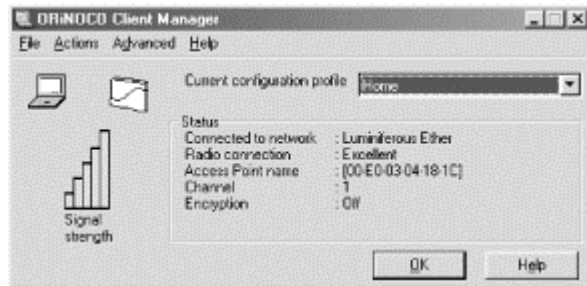 ORiNOCO Client Manager
File Actions Advanced Help
Current configuration profile Home
Status
Connected to network : Luminiferous Ether
Radio connection : Excellent
Access Point name : [00-E0-03-04-18-1C]
Channel : 1
Encryption : Off
Signal
strength
OK Help